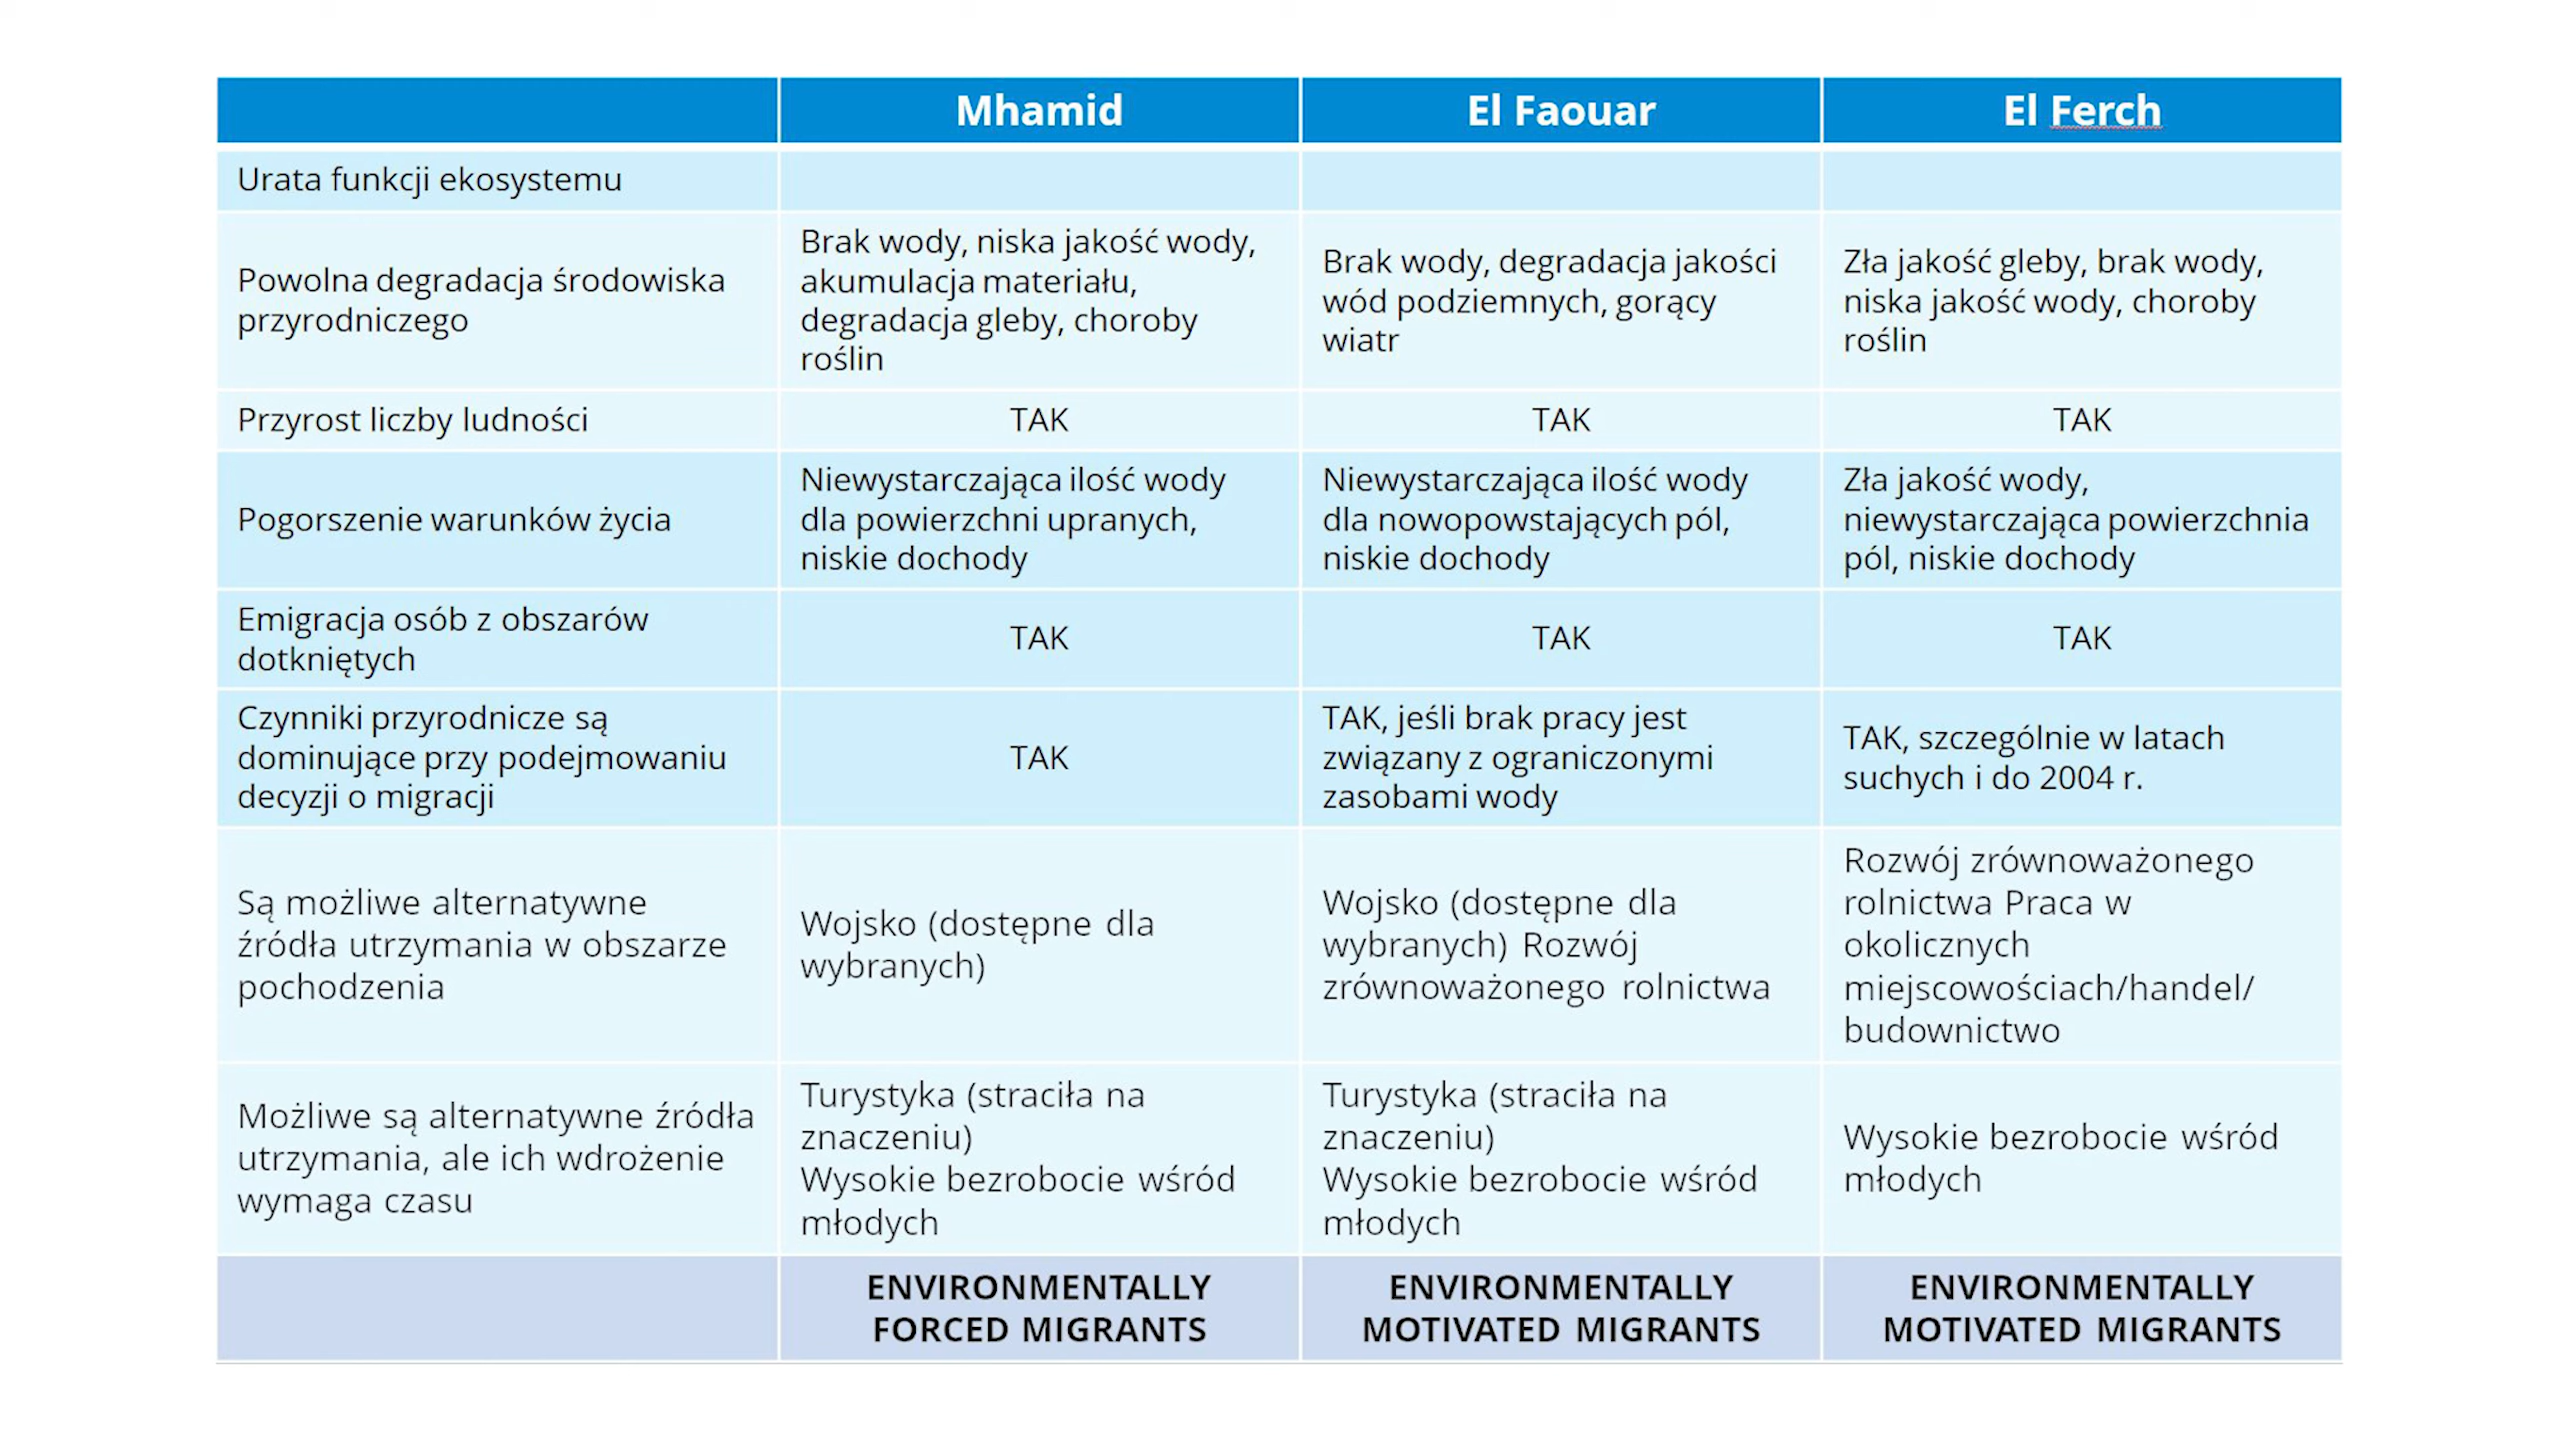 Mhamid
El Faouar
El Ferch
Urata funkcji ekosystemu
Powolna degradacja środowiska
przyrodniczego
Brak wody, niska jakość wody,
akumulacja materiału,
degradacja gleby, choroby
roślin
Brak wody, degradacja jakości
wód podziemnych, gorący
wiatr
Zła jakość gleby, brak wody,
niska jakość wody, choroby
roślin
Przyrost liczby ludności
TAK
TAK
TAK
Pogorszenie warunków życia
Niewystarczająca ilość wody
dla powierzchni upranych,
niskie dochody
Niewystarczająca ilość wody
dla nowopowstających pól,
niskie dochody
Zła jakość wody,
niewystarczająca powierzchnia
pól, niskie dochody
Emigracja osób z obszarów
dotkniętych
TAK
TAK
TAK
Czynniki przyrodnicze są
dominujące przy podejmowaniu
decyzji o migracji
TAK
TAK, jeśli brak pracy jest
związany z ograniczonymi
zasobami wody
TAK, szczególnie w latach
suchych i do 2004 r.
Są możliwe alternatywne
źródła utrzymania w obszarze
pochodzenia
Wojsko (dostępne dla
wybranych)
Wojsko (dostępne dla
wybranych) Rozwój
zrównoważonego rolnictwa
Rozwój zrównoważonego
rolnictwa Praca w
okolicznych
miejscowościach/handel/
budownictwo
Możliwe są alternatywne źródła
utrzymania, ale ich wdrożenie
wymaga czasu
Turystyka (straciła na
znaczeniu)
Wysokie bezrobocie wśród
młodych
Turystyka (straciła na
znaczeniu)
Wysokie bezrobocie wśród
młodych
Wysokie bezrobocie wśród
młodych
ENVIRONMENTALLY
FORCED MIGRANTS
ENVIRONMENTALLY
MOTIVATED MIGRANTS
ENVIRONMENTALLY
MOTIVATED MIGRANTS